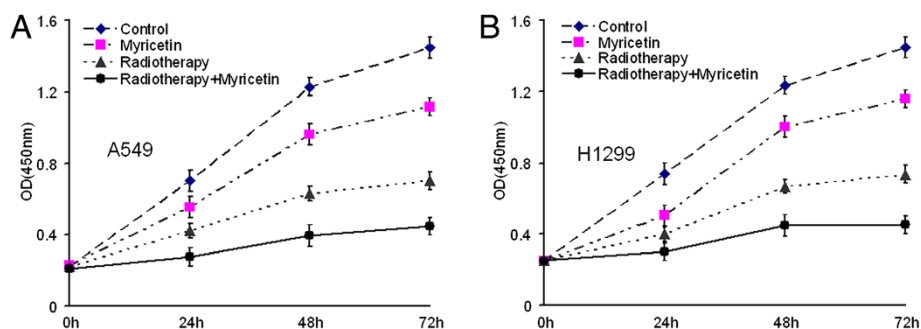 A
1.6
1.2
0.8
0.4
0
OD(450nm)
Control
Myricetin
Radiotherapy
Radiotherapy+Myricetin
A549
0h 24h 48h 72h
B
1.6
1.2
0.8
0.4
0
OD(450nm)
Control
Myricetin
Radiotherapy
Radiotherapy+Myricetin
H1299
0h 24h 48h 72h